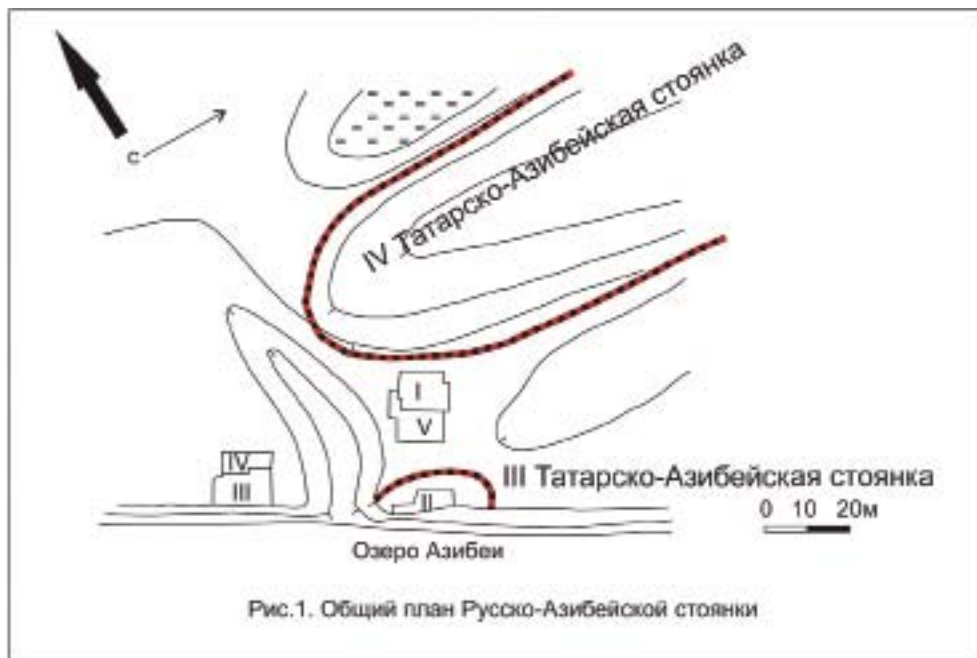 с
IV Татарско-Азибейская стоянка
I
V
IV
III
II
III Татарско-Азибейская стоянка
0 10 20м
Озеро Азибеи
Рис.1. Общий план Русско-Азибейской стоянки